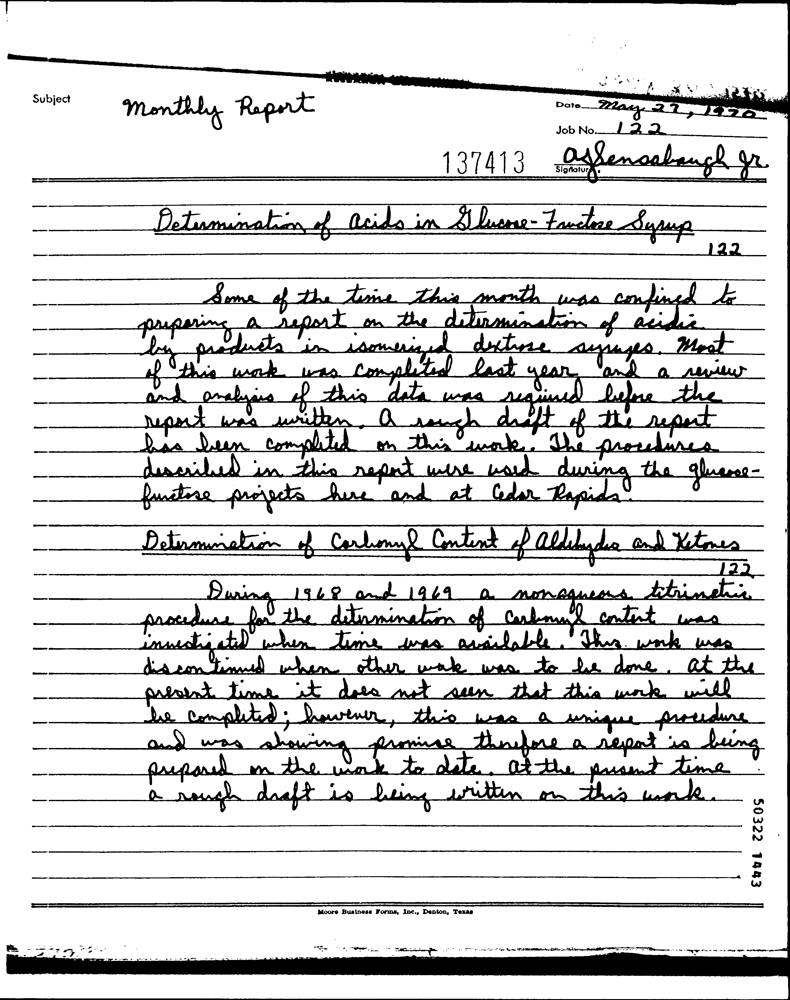 Subject Monthly Report
Date May 27, 1970
Job No. 122
137413
Signature
Determination of Acids in Glucose-Fructose Syrup
122
Some of the time this month was confined to
preparing a report on the determination of acidic
by products in isomerized dextrose syrups. Most
of this work was completed last year and a review
and analysis of this data was required before the
report was written. A rough draft of the report
has been completed on this work. The procedures
described in this report were used during the glucose-
fructose projects here and at Cedar Rapids.
Determination of Carbonyl Content of Aldehydes and Ketones
122
During 1968 and 1969 a nonaqueous titrimetric
procedure for the determination of carbonyl content was
investigated when time was available. This work was
discontinued when other work was to be done. At the
present time it does not seem that this work will
be completed; however, this was a unique procedure
and was showing promise therefore a report is being
prepared on the work to date. At the present time
a rough draft is being written on this work.
50322 1443
Moore Business Forms, Inc., Denton, Texas